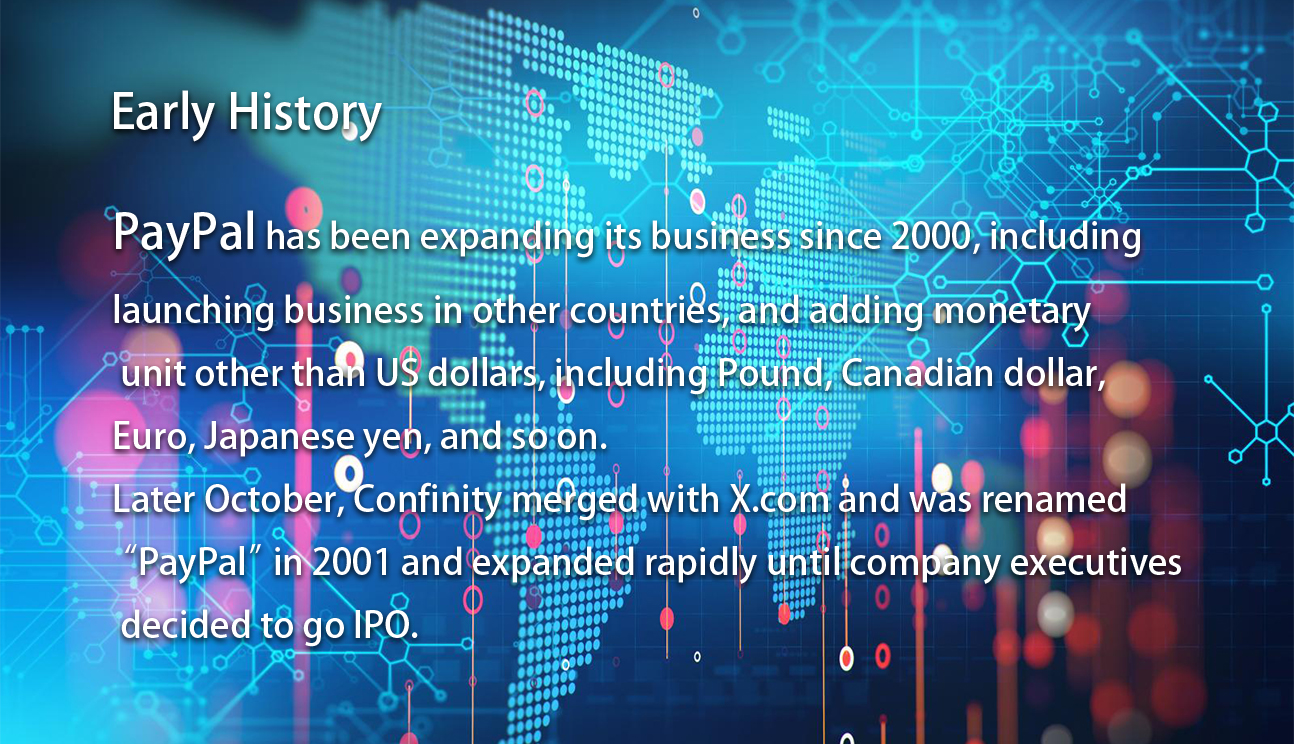 Early History
PayPal has been expanding its business since 2000, including
launching business in other countries, and adding monetary
unit other than US dollars, including Pound, Canadian dollar,
Euro, Japanese yen, and so on.
Later October, Confinity merged with X.com and was renamed
“PayPal” in 2001 and expanded rapidly until company executives
decided to go IPO.